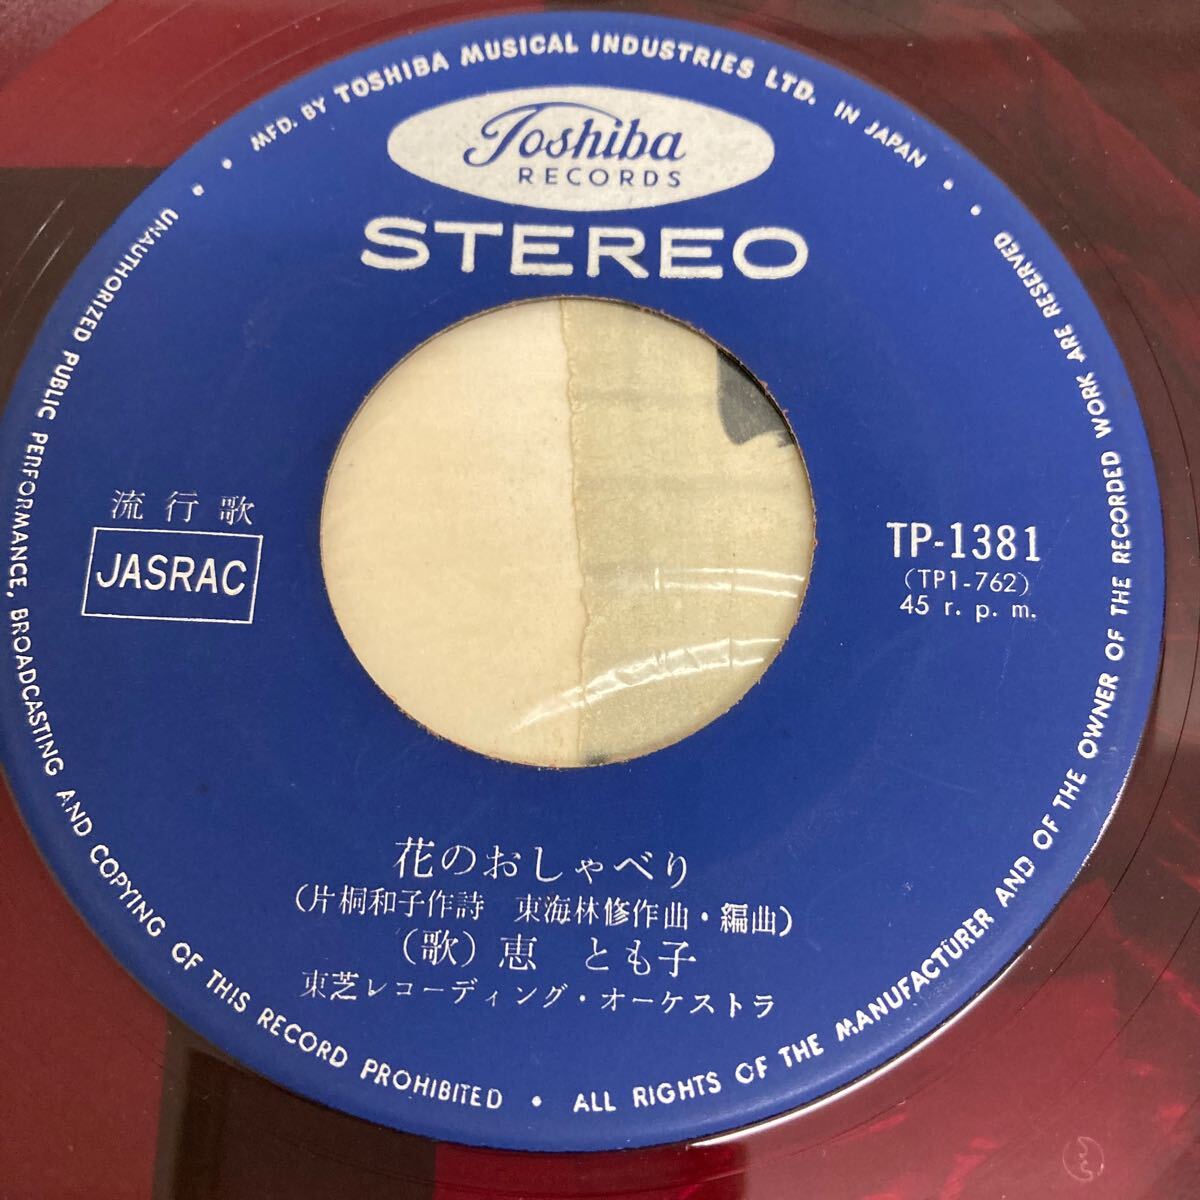 MFD. BY TOSHIBA MUSICAL INDUSTRIES LTD. IN JAPAN
Toshiba
RECORDS
STEREO
流行歌
JASRAC
TP-1381
(TP1-762)
45 r. p. m.
花のおしゃべり
(片桐和子作詩 東海林修作曲・編曲)
(歌) 恵 とも子
東芝レコーディング・オーケストラ
UNAUTHORIZED PUBLIC PERFORMANCE, BROADCASTING AND COPYING OF THIS RECORD PROHIBITED • ALL RIGHTS OF THE MANUFACTURER AND OF THE OWNER OF THE RECORDED WORK ARE RESERVED